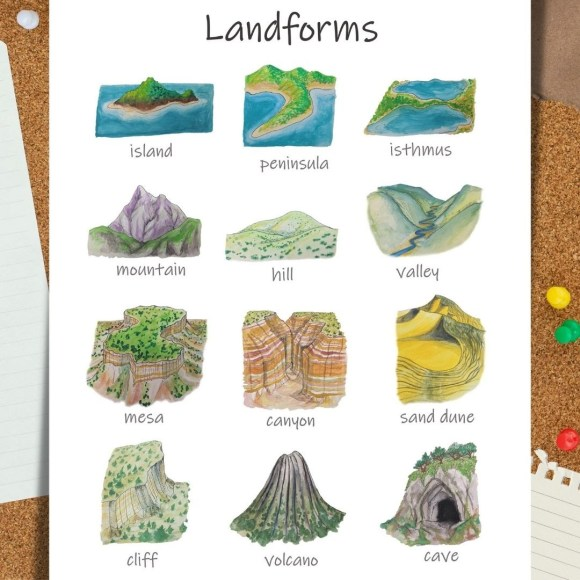 Landforms
island
peninsula
isthmus
mountain
hill
valley
mesa
canyon
sand dune
cliff
volcano
cave